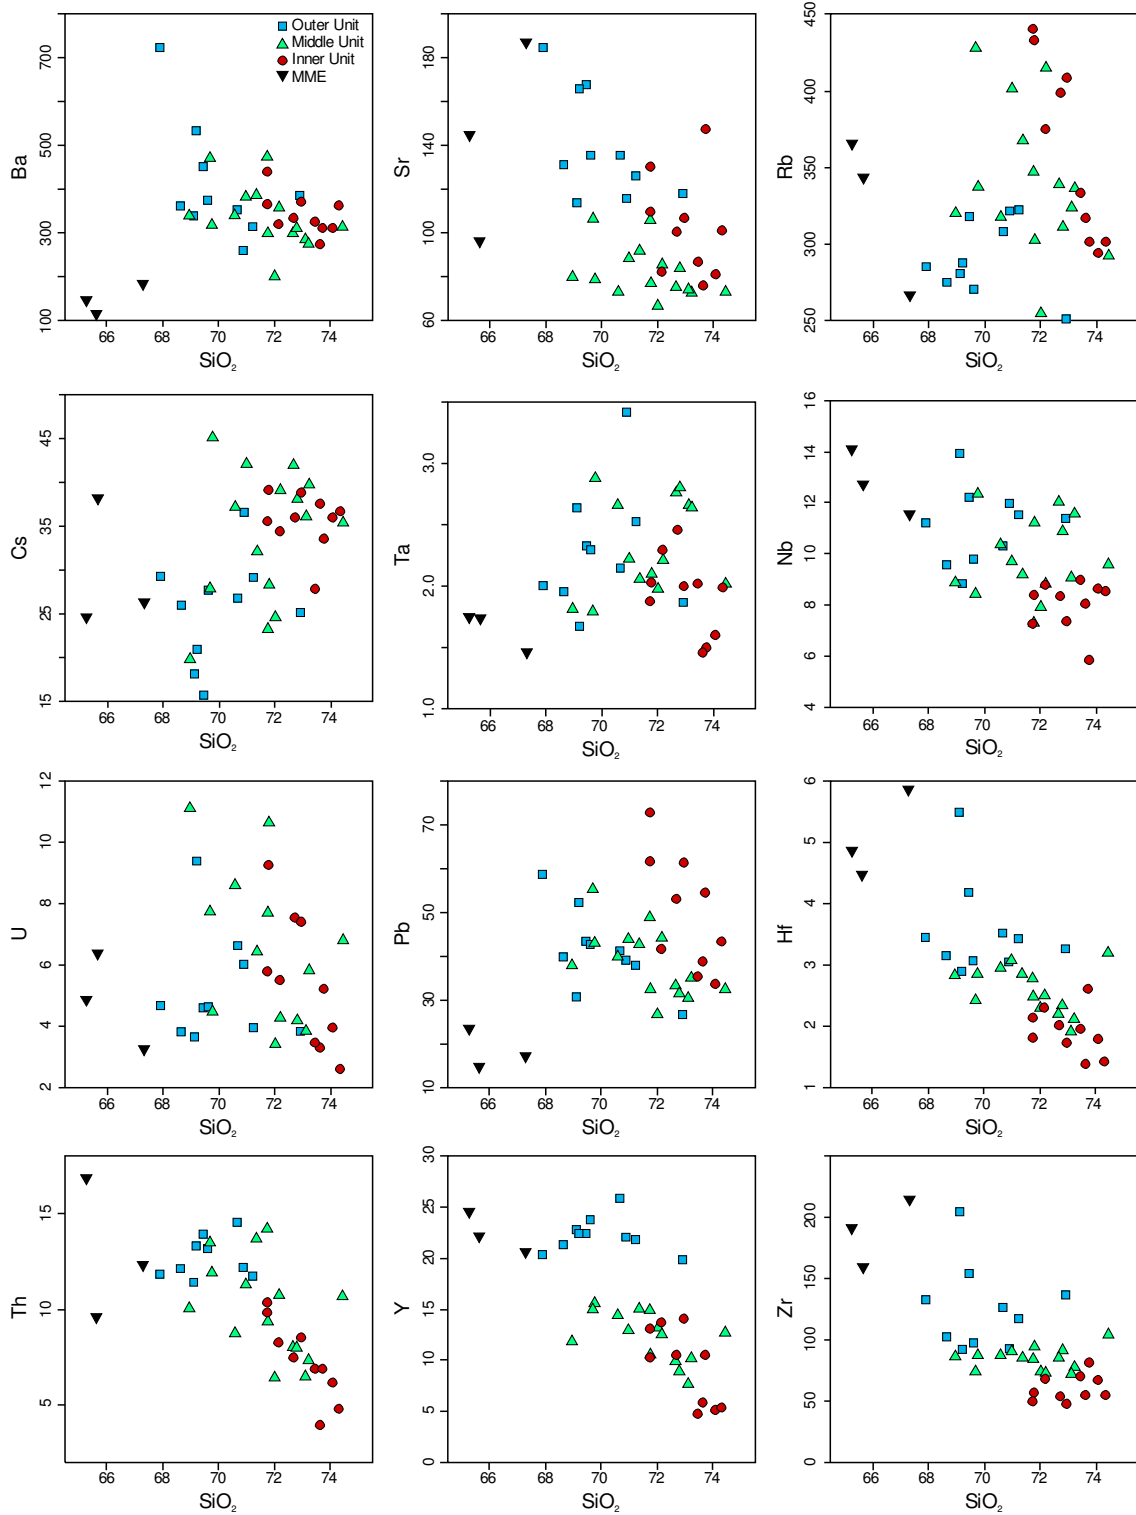 Ba
700
500
300
100
66 68 70 72 74
SiO₂
Outer Unit
Middle Unit
Inner Unit
MME
Sr
180
140
100
60
66 68 70 72 74
SiO₂
Rb
450
400
350
300
250
66 68 70 72 74
SiO₂
Cs
45
35
25
15
66 68 70 72 74
SiO₂
Ta
3.0
2.0
1.0
66 68 70 72 74
SiO₂
Nb
16
14
12
10
8
6
4
66 68 70 72 74
SiO₂
U
12
10
8
6
4
2
66 68 70 72 74
SiO₂
Pb
70
50
30
10
66 68 70 72 74
SiO₂
Hf
6
5
4
3
2
1
66 68 70 72 74
SiO₂
Th
15
10
5
66 68 70 72 74
SiO₂
Y
30
25
20
15
10
5
0
66 68 70 72 74
SiO₂
Zr
200
150
100
50
0
66 68 70 72 74
SiO₂